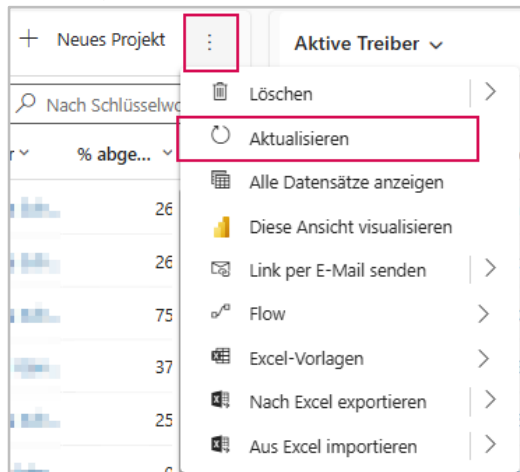 + Neues Projekt
Aktive Treiber
Nach Schlüsselwo
r
% abge...
Löschen
Aktualisieren
Alle Datensätze anzeigen
Diese Ansicht visualisieren
Link per E-Mail senden
Flow
Excel-Vorlagen
Nach Excel exportieren
Aus Excel importieren
26
26
75
37
25